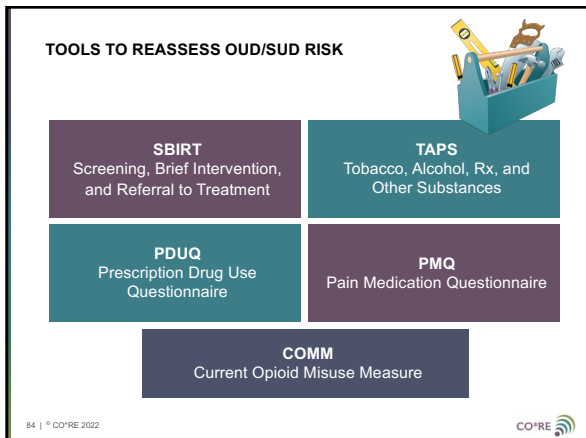 TOOLS TO REASSESS OUD/SUD RISK
SBIRT
Screening, Brief Intervention,
and Referral to Treatment
TAPS
Tobacco, Alcohol, Rx, and
Other Substances
PDUQ
Prescription Drug Use
Questionnaire
PMQ
Pain Medication Questionnaire
COMM
Current Opioid Misuse Measure
84 | © CO*RE 2022
CO*RE